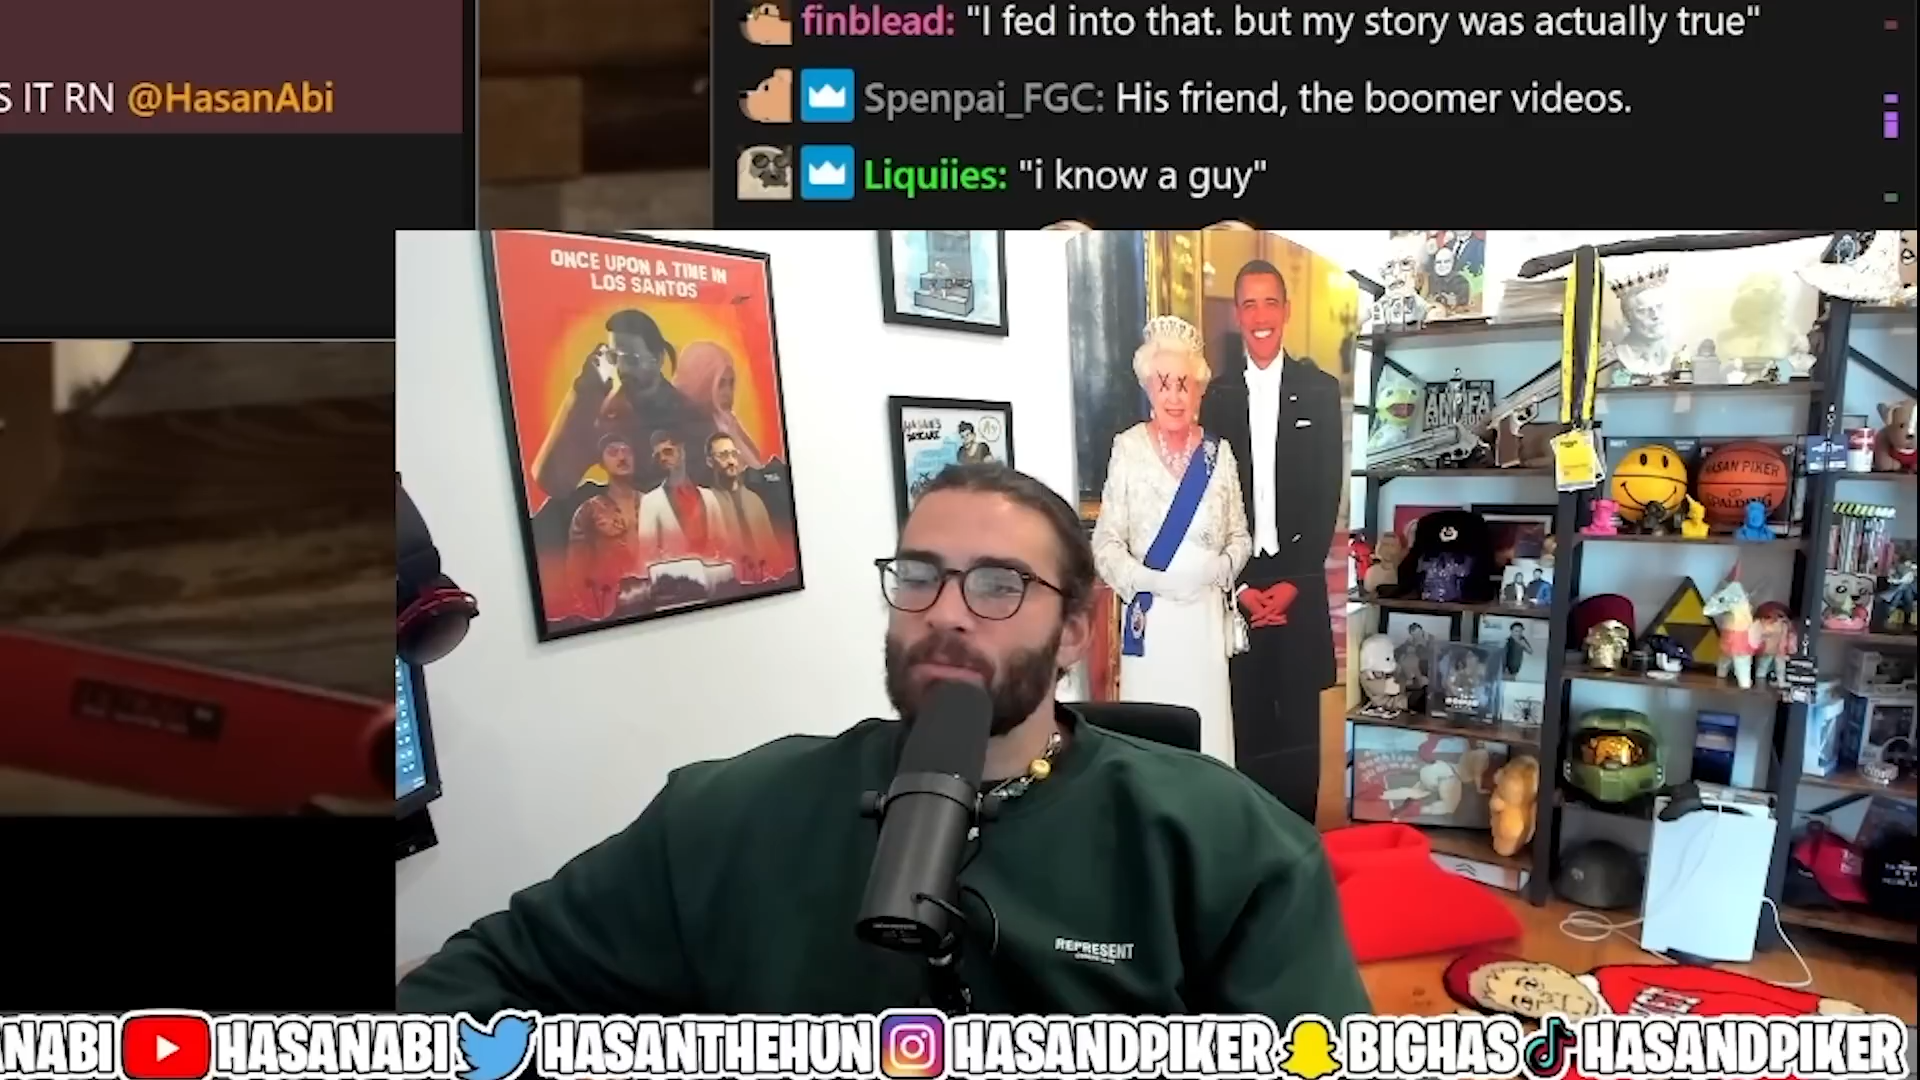 finblead: "I fed into that. but my story was actually true"
S IT RN @HasanAbi
Spenpai_FGC: His friend, the boomer videos.
Liquiies: "i know a guy"
ONCE UPON A TIME IN
LOS SANTOS
HASAN PIKER
SPALDING
REPRESENT
NABI HASANABI HASANTHEHUN HASANDPIKER BIGHAS HASANDPIKER